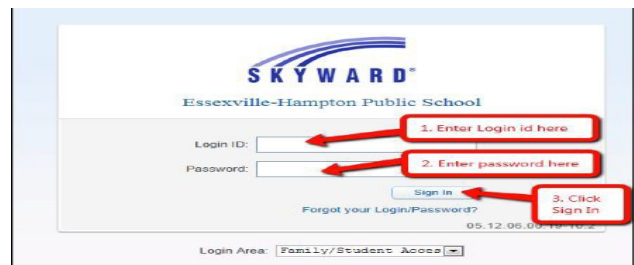 SKYWARD®
Essexville-Hampton Public School
1. Enter Login id here
Login ID:
2. Enter password here
Password:
Sign In
3. Click
Sign In
Forgot your Login/Password?
05.12.06.00.
Login Area: Family/Student Acces